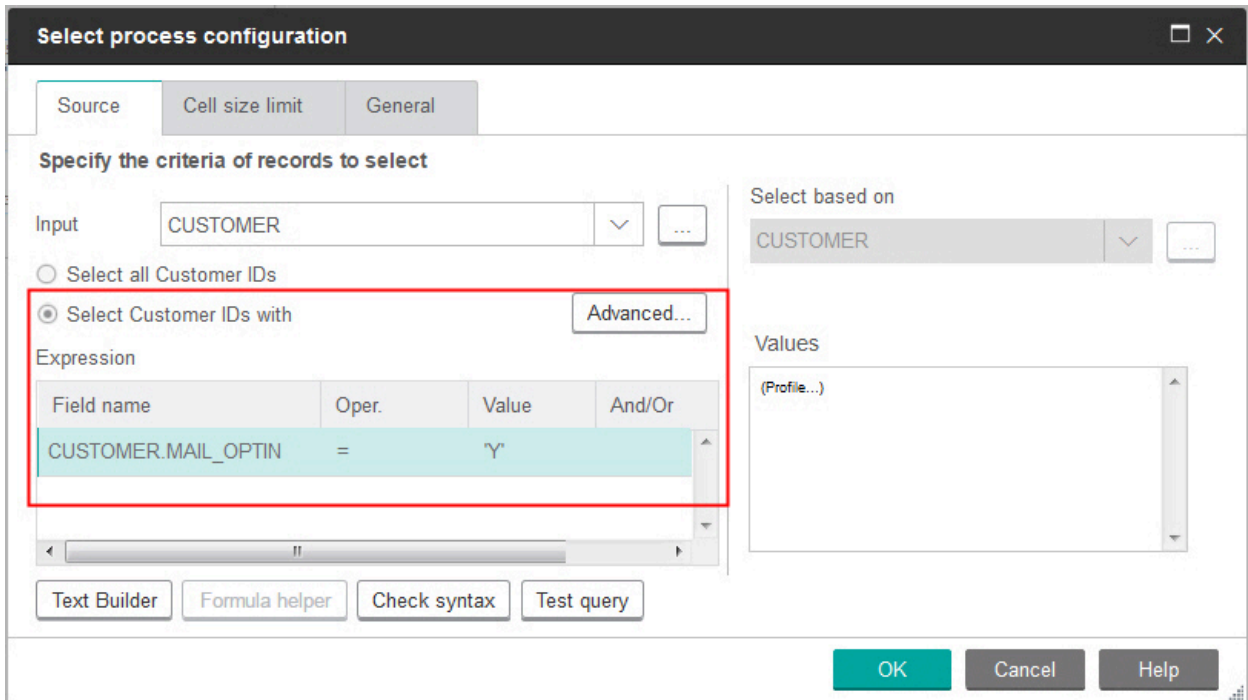 Select process configuration
Source Cell size limit General
Specify the criteria of records to select
Input CUSTOMER ...
Select all Customer IDs
Select Customer IDs with Advanced...
Expression
Field name Oper. Value And/Or
CUSTOMER.MAIL_OPTIN = 'Y'
Text Builder Formula helper Check syntax Test query
Select based on
CUSTOMER ...
Values
(Profile...)
OK Cancel Help